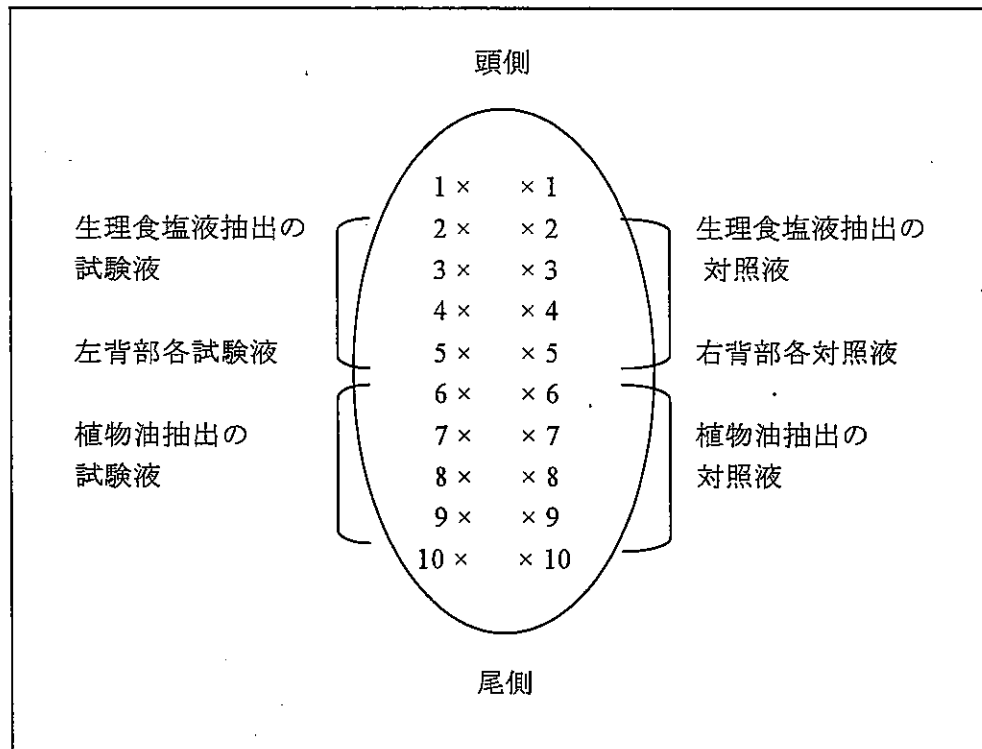 頭側
1 × × 1
生理食塩液抽出の 2 × × 2 生理食塩液抽出の
試験液 3 × × 3 対照液
4 × × 4
左背部各試験液 5 × × 5 右背部各対照液
6 × × 6
植物油抽出の 7 × × 7 植物油抽出の
試験液 8 × × 8 対照液
9 × × 9
10 × × 10
尾側